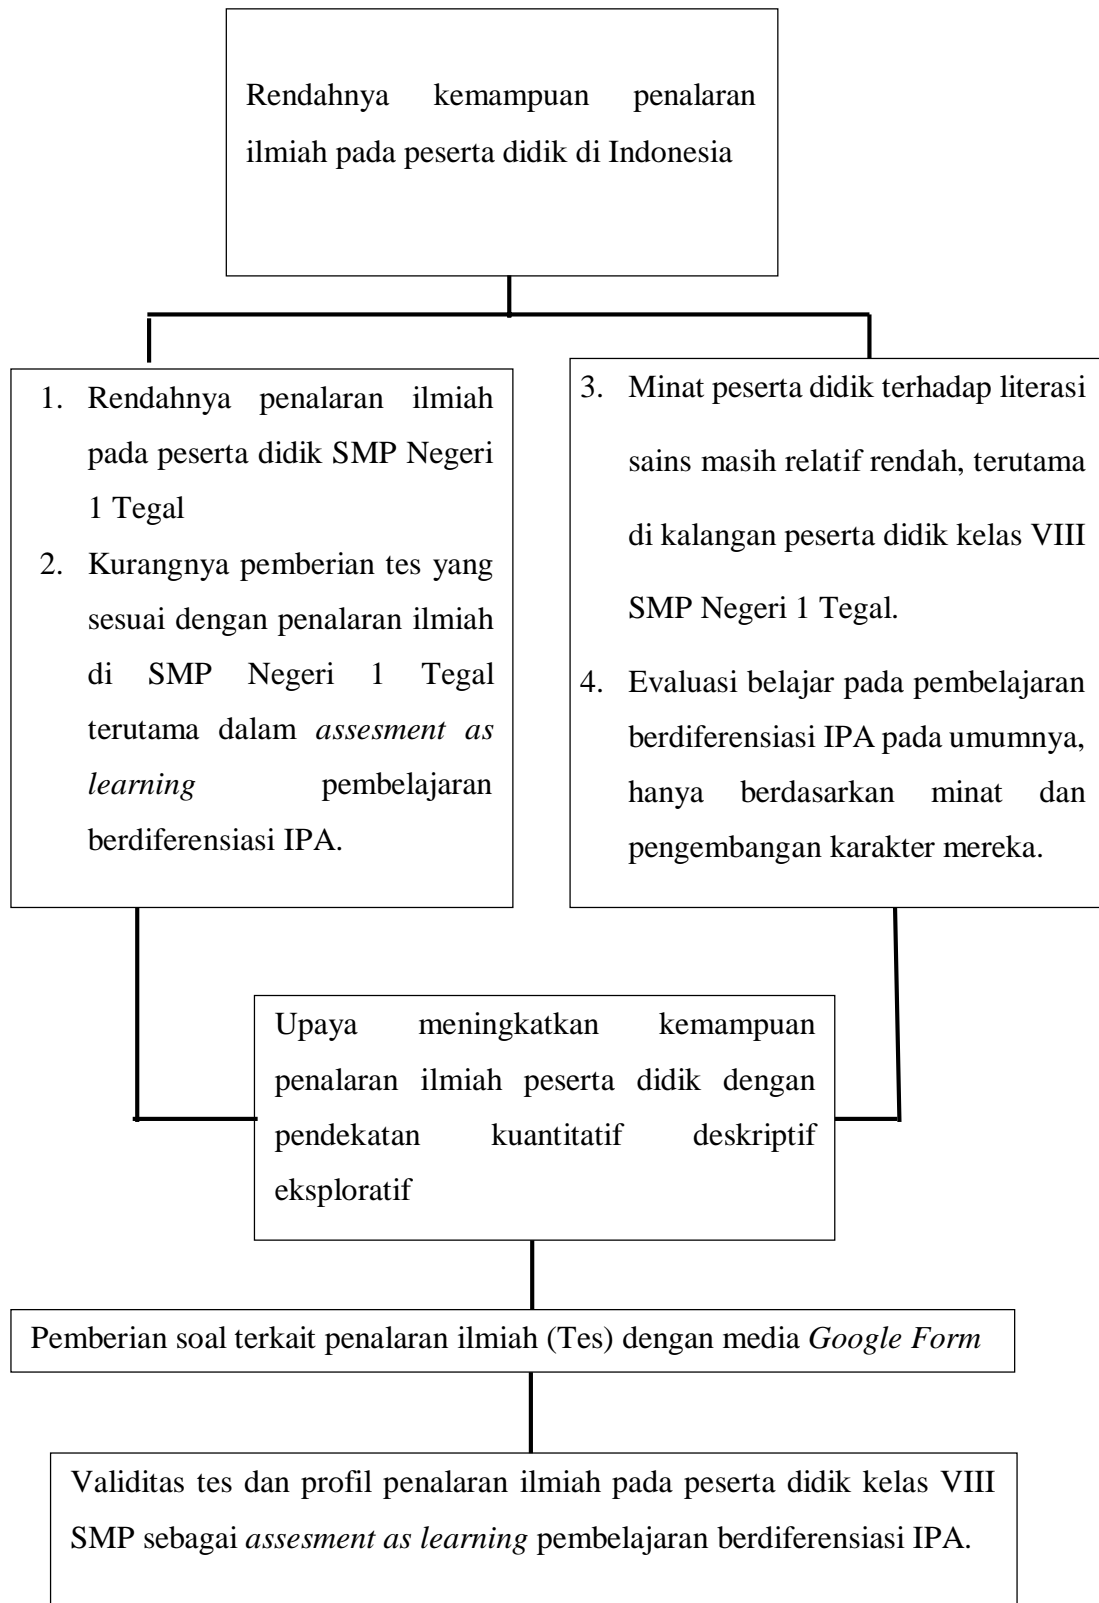 Rendahnya kemampuan penalaran
ilmiah pada peserta didik di Indonesia
1. Rendahnya penalaran ilmiah
pada peserta didik SMP Negeri
1 Tegal
2. Kurangnya pemberian tes yang
sesuai dengan penalaran ilmiah
di SMP Negeri 1 Tegal
terutama dalam assesment as
learning pembelajaran
berdiferensiasi IPA.
3. Minat peserta didik terhadap literasi
sains masih relatif rendah, terutama
di kalangan peserta didik kelas VIII
SMP Negeri 1 Tegal.
4. Evaluasi belajar pada pembelajaran
berdiferensiasi IPA pada umumnya,
hanya berdasarkan minat dan
pengembangan karakter mereka.
Upaya meningkatkan kemampuan
penalaran ilmiah peserta didik dengan
pendekatan kuantitatif deskriptif
eksploratif
Pemberian soal terkait penalaran ilmiah (Tes) dengan media Google Form
Validitas tes dan profil penalaran ilmiah pada peserta didik kelas VIII
SMP sebagai assesment as learning pembelajaran berdiferensiasi IPA.